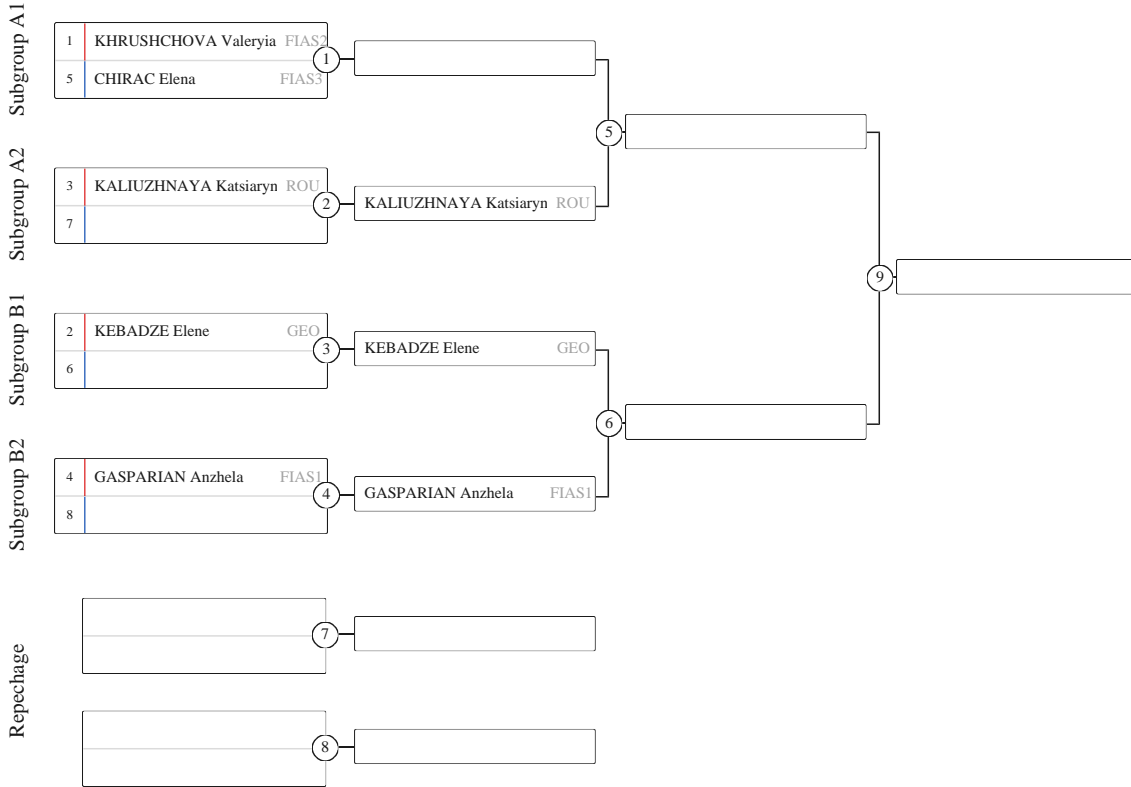 Subgroup A1
1 KHRUSHCHOVA Valeryia FIAS2
5 CHIRAC Elena FIAS3
1
5
Subgroup A2
3 KALIUZHNAYA Katsiaryn ROU
7
2
KALIUZHNAYA Katsiaryn ROU
9
Subgroup B1
2 KEBADZE Elene GEO
6
3
KEBADZE Elene GEO
6
Subgroup B2
4 GASPARIAN Anzhela FIAS1
8
4
GASPARIAN Anzhela FIAS1
Repechage
7
8